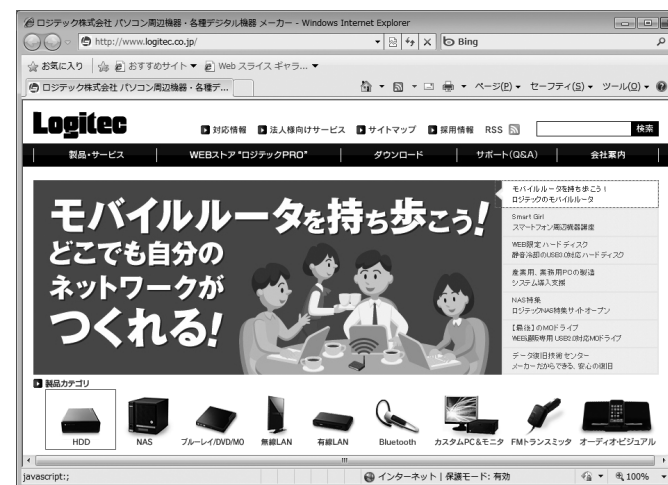 ロジテック株式会社 パソコン周辺機器・各種デジタル機器 メーカー - Windows Internet Explorer
http://www.logitec.co.jp/
Bing
お気に入り おすすめサイト ▼ Web スライス ギャラ... ▼
ロジテック株式会社 パソコン周辺機器・各種デ...
ページ(P) ▼ セーフティ(S) ▼ ツール(O) ▼
Logitec
対応情報 法人様向けサービス サイトマップ 採用情報 RSS 検索
製品・サービス WEBストア "ロジテックPRO" ダウンロード サポート(Q&A) 会社案内
モバイルルータを持ち歩こう!
どこでも自分の
ネットワークが
つくれる!
モバイルルータを持ち歩こう!
ロジテックのモバイルルータ
Smart Girl
スマートフォン周辺機器講座
WEB限定ハードディスク
静音冷却のUSB3.0対応ハードディスク
産業用、業務用PCの製造
システム導入支援
NAS特集
ロジテックNAS特集サイトオープン
【最後】のMOドライブ
WEB直販専用 USB2.0対応MOドライブ
データ復旧技術センター
メーカーだからできる、安心の復旧
製品カテゴリ
HDD NAS ブルーレイ/DVD/MO 無線LAN 有線LAN Bluetooth カスタムPC&モニタ FMトランスミッタ オーディオ・ビジュアル
javascript:; インターネット | 保護モード: 有効 100%